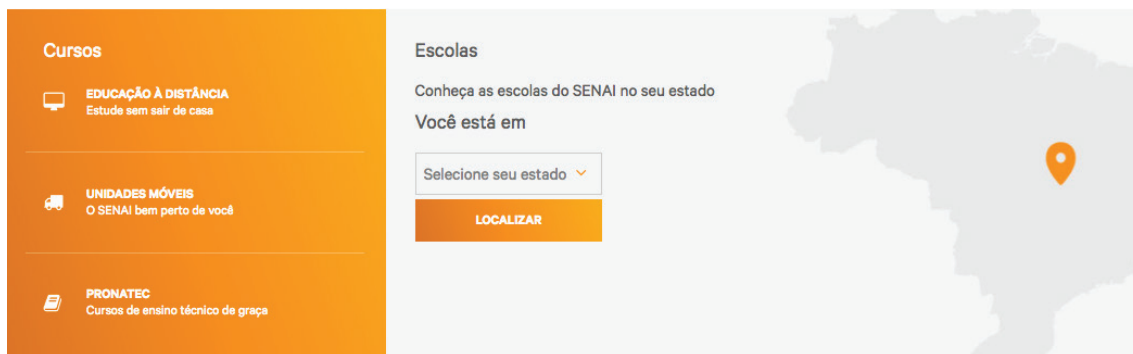 Cursos
EDUCAÇÃO À DISTÂNCIA
Estude sem sair de casa
UNIDADES MÓVEIS
O SENAI bem perto de você
PRONATEC
Cursos de ensino técnico de graça
Escolas
Conheça as escolas do SENAI no seu estado
Você está em
Selecione seu estado
LOCALIZAR